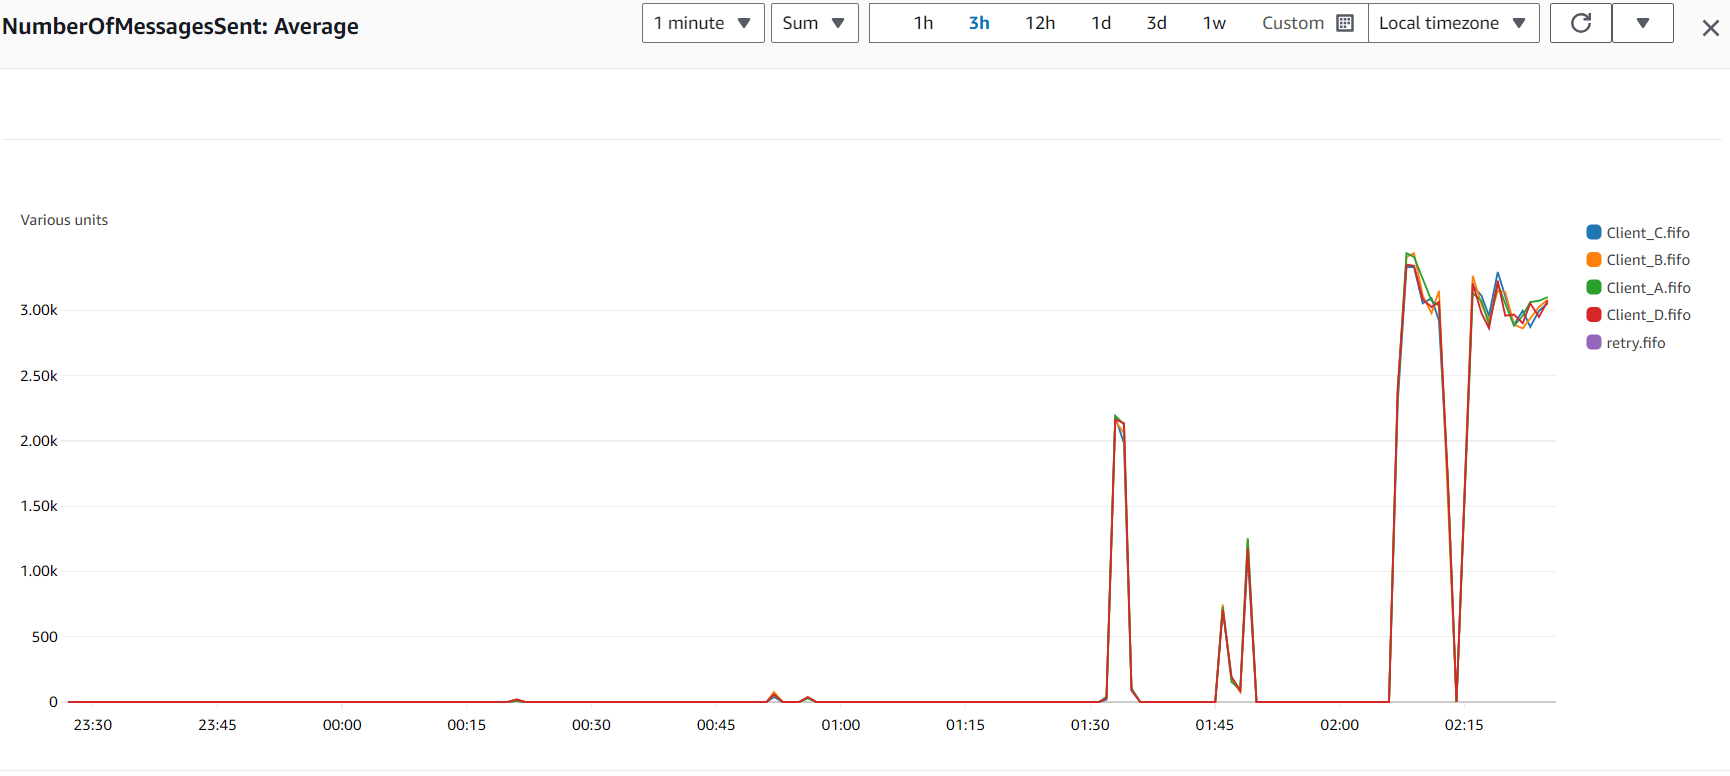 NumberOfMessagesSent: Average
1 minute
Sum
1h 3h 12h 1d 3d 1w Custom
Local timezone
Various units
Client_C.fifo
Client_B.fifo
Client_A.fifo
Client_D.fifo
retry.fifo
3.00k
2.50k
2.00k
1.50k
1.00k
500
0
23:30 23:45 00:00 00:15 00:30 00:45 01:00 01:15 01:30 01:45 02:00 02:15